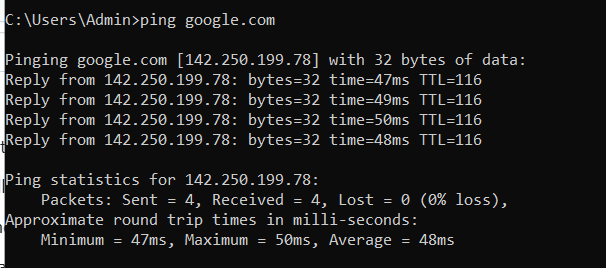 C:\Users\Admin>ping google.com
Pinging google.com [142.250.199.78] with 32 bytes of data:
Reply from 142.250.199.78: bytes=32 time=47ms TTL=116
Reply from 142.250.199.78: bytes=32 time=49ms TTL=116
Reply from 142.250.199.78: bytes=32 time=50ms TTL=116
Reply from 142.250.199.78: bytes=32 time=48ms TTL=116
Ping statistics for 142.250.199.78:
    Packets: Sent = 4, Received = 4, Lost = 0 (0% loss),
Approximate round trip times in milli-seconds:
    Minimum = 47ms, Maximum = 50ms, Average = 48ms